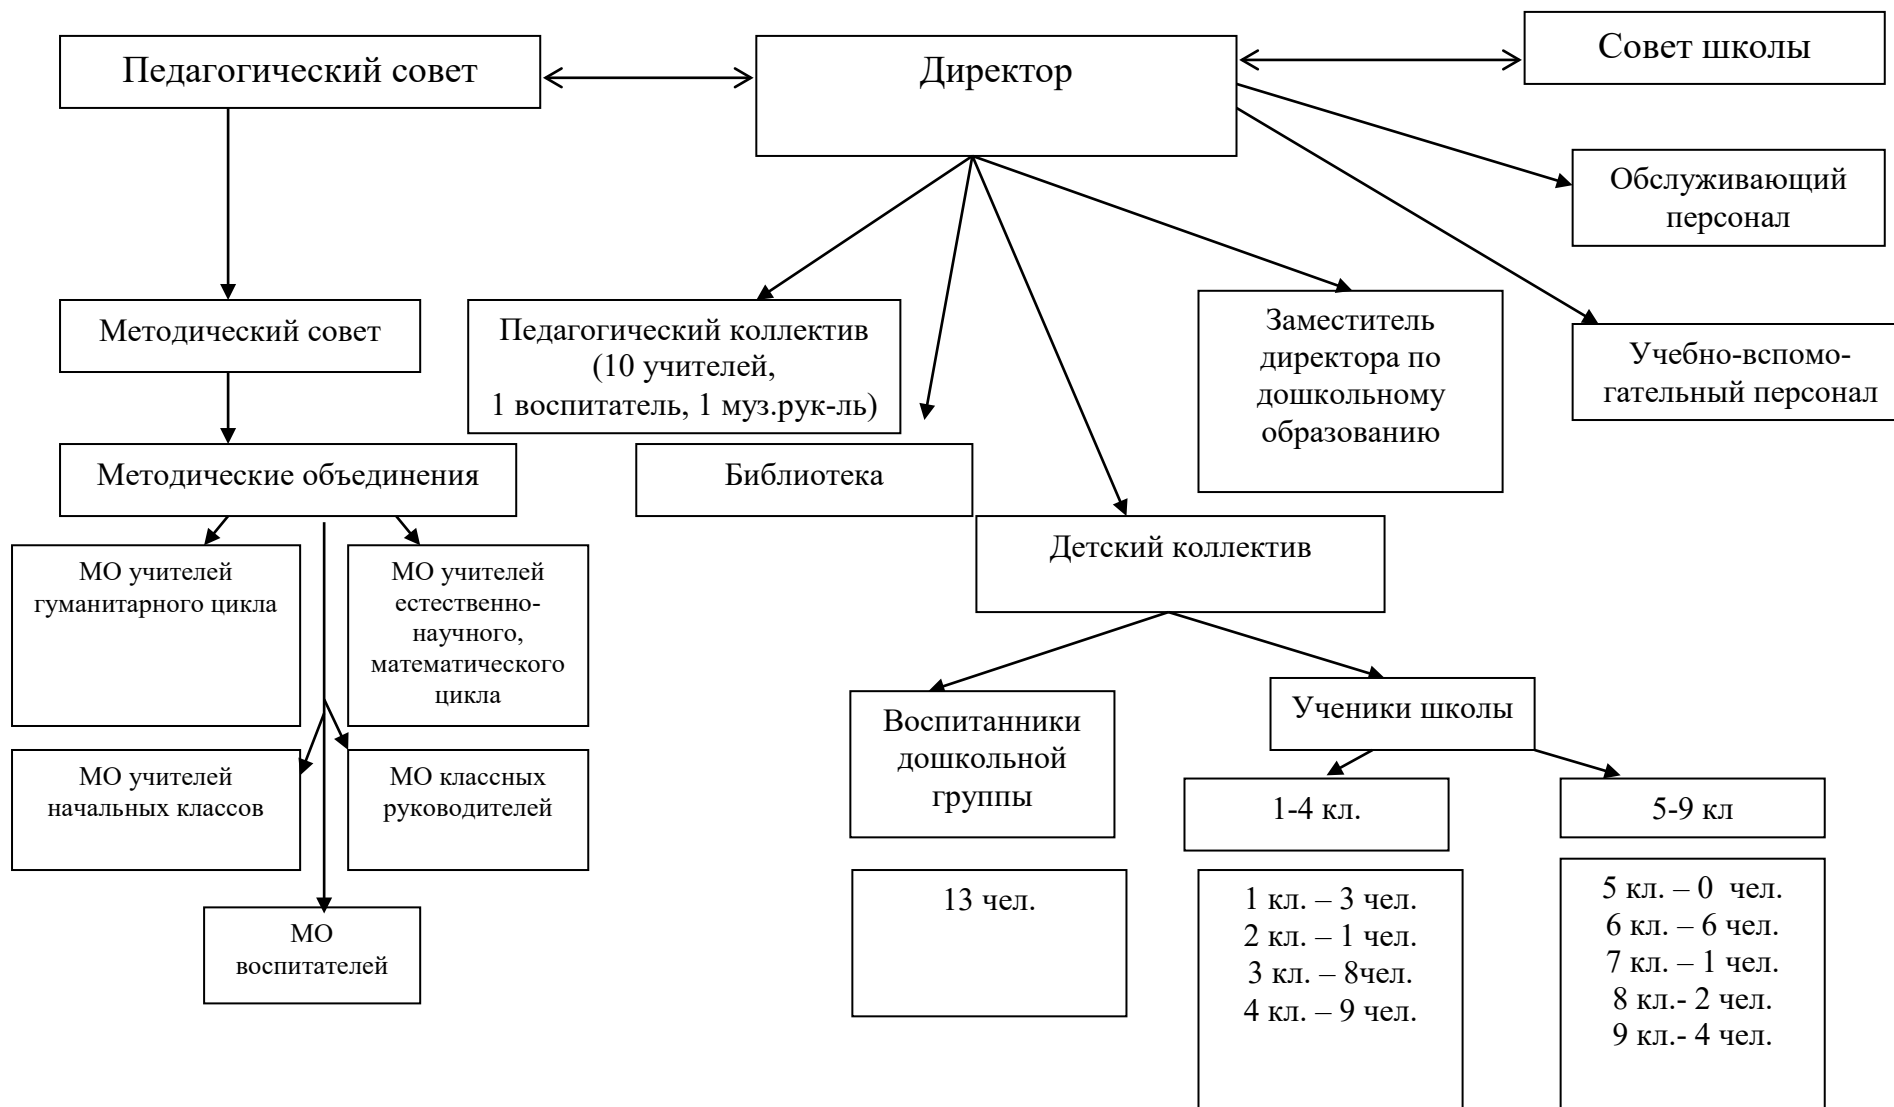 Педагогический совет
Директор
Совет школы
Обслуживающий
персонал
Методический совет
Педагогический коллектив
(10 учителей,
1 воспитатель, 1 муз.рук-ль)
Заместитель
директора по
дошкольному
образованию
Учебно-вспомо-
гательный персонал
Методические объединения
Библиотека
Детский коллектив
МО учителей
гуманитарного цикла
МО учителей
естественно-
научного,
математического
цикла
МО учителей
начальных классов
МО классных
руководителей
МО
воспитателей
Воспитанники
дошкольной
группы
Ученики школы
1-4 кл.
5-9 кл
13 чел.
1 кл. – 3 чел.
2 кл. – 1 чел.
3 кл. – 8чел.
4 кл. – 9 чел.
5 кл. – 0  чел.
6 кл. – 6 чел.
7 кл. – 1 чел.
8 кл.- 2 чел.
9 кл.- 4 чел.